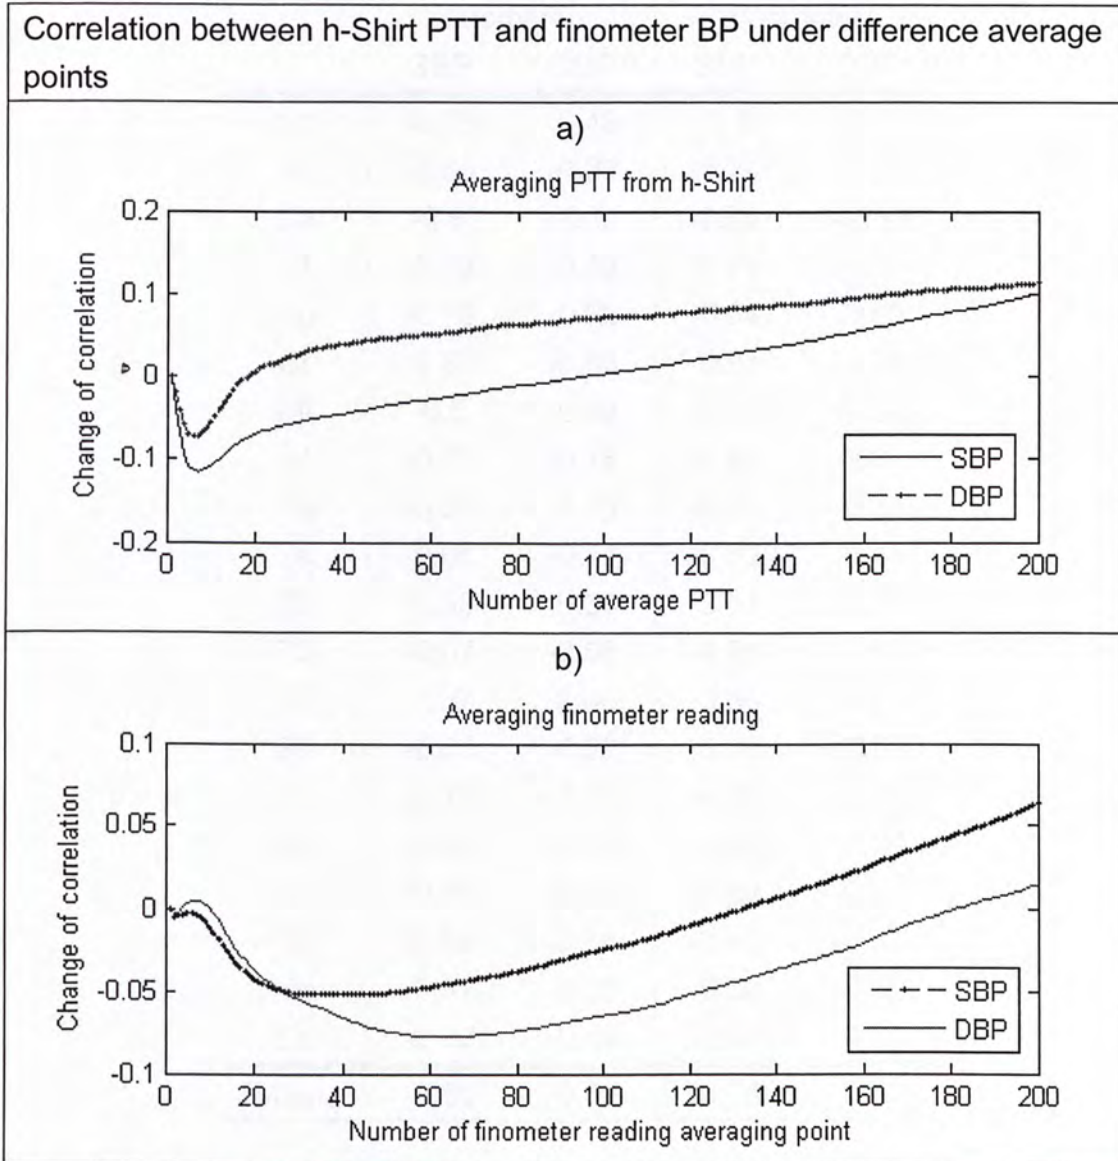 Correlation between h-Shirt PTT and finometer BP under difference average
points
a)
Averaging PTT from h-Shirt
0.2
0.1
0
-0.1
-0.2
Change of correlation
SBP
DBP
0 20 40 60 80 100 120 140 160 180 200
Number of average PTT
b)
Averaging finometer reading
0.1
0.05
0
-0.05
-0.1
Change of correlation
SBP
DBP
0 20 40 60 80 100 120 140 160 180 200
Number of finometer reading averaging point